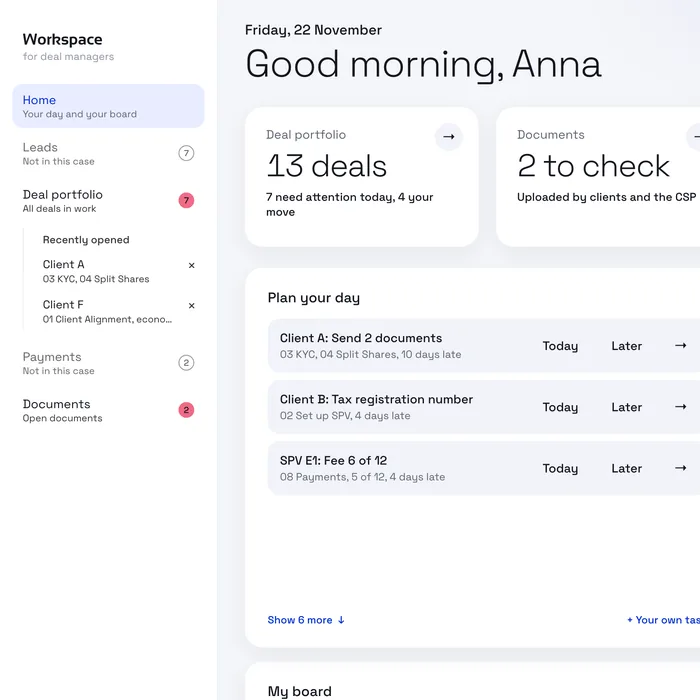 Workspace
for deal managers
Home
Your day and your board
Leads
Not in this case
7
Deal portfolio
All deals in work
7
Recently opened
Client A
03 KYC, 04 Split Shares
×
Client F
01 Client Alignment, econo...
×
Payments
Not in this case
2
Documents
Open documents
2
Friday, 22 November
Good morning, Anna
Deal portfolio
→
13 deals
7 need attention today, 4 your
move
Documents
2 to check
Uploaded by clients and the CSP
Plan your day
Client A: Send 2 documents
03 KYC, 04 Split Shares, 10 days late
Today Later →
Client B: Tax registration number
02 Set up SPV, 4 days late
Today Later →
SPV E1: Fee 6 of 12
08 Payments, 5 of 12, 4 days late
Today Later →
Show 6 more ↓
+ Your own tas
My board